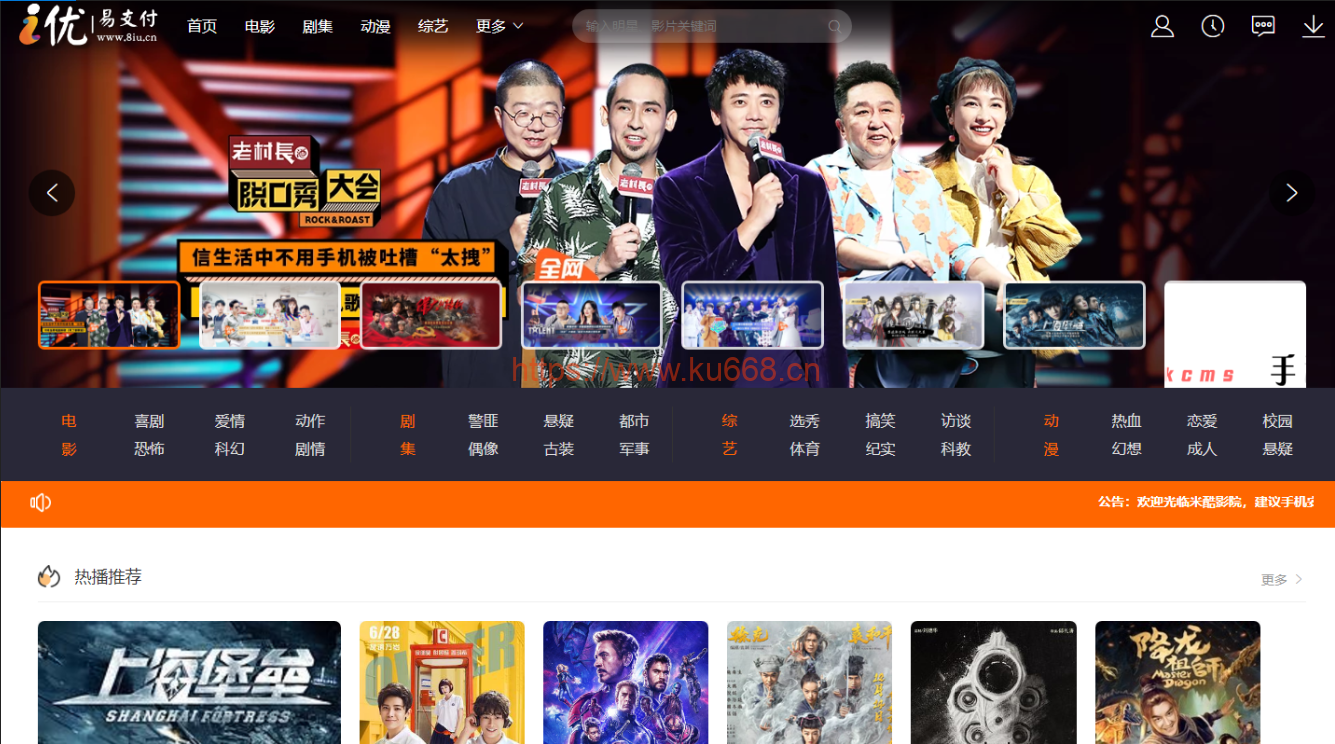 优 易支付
www.8iu.cn
首页 电影 剧集 动漫 综艺 更多
输入明星、影片关键词
老村長
脱口秀大会
ROCK&ROAST
信生活中不用手机被吐槽 “太拽”
全网
https://www.ku668.cn
kcms 手
电影 喜剧 爱情 动作 剧集 警匪 悬疑 都市 综艺 选秀 搞笑 访谈 动漫 热血 恋爱 校园
恐怖 科幻 剧情 偶像 古装 军事 体育 纪实 科教 幻想 成人 悬疑
公告：欢迎光临米酷影院，建议手机
热播推荐 更多
上海堡垒
SHANGHAI FORTRESS
6/28
降龙祖師
Master Dragon